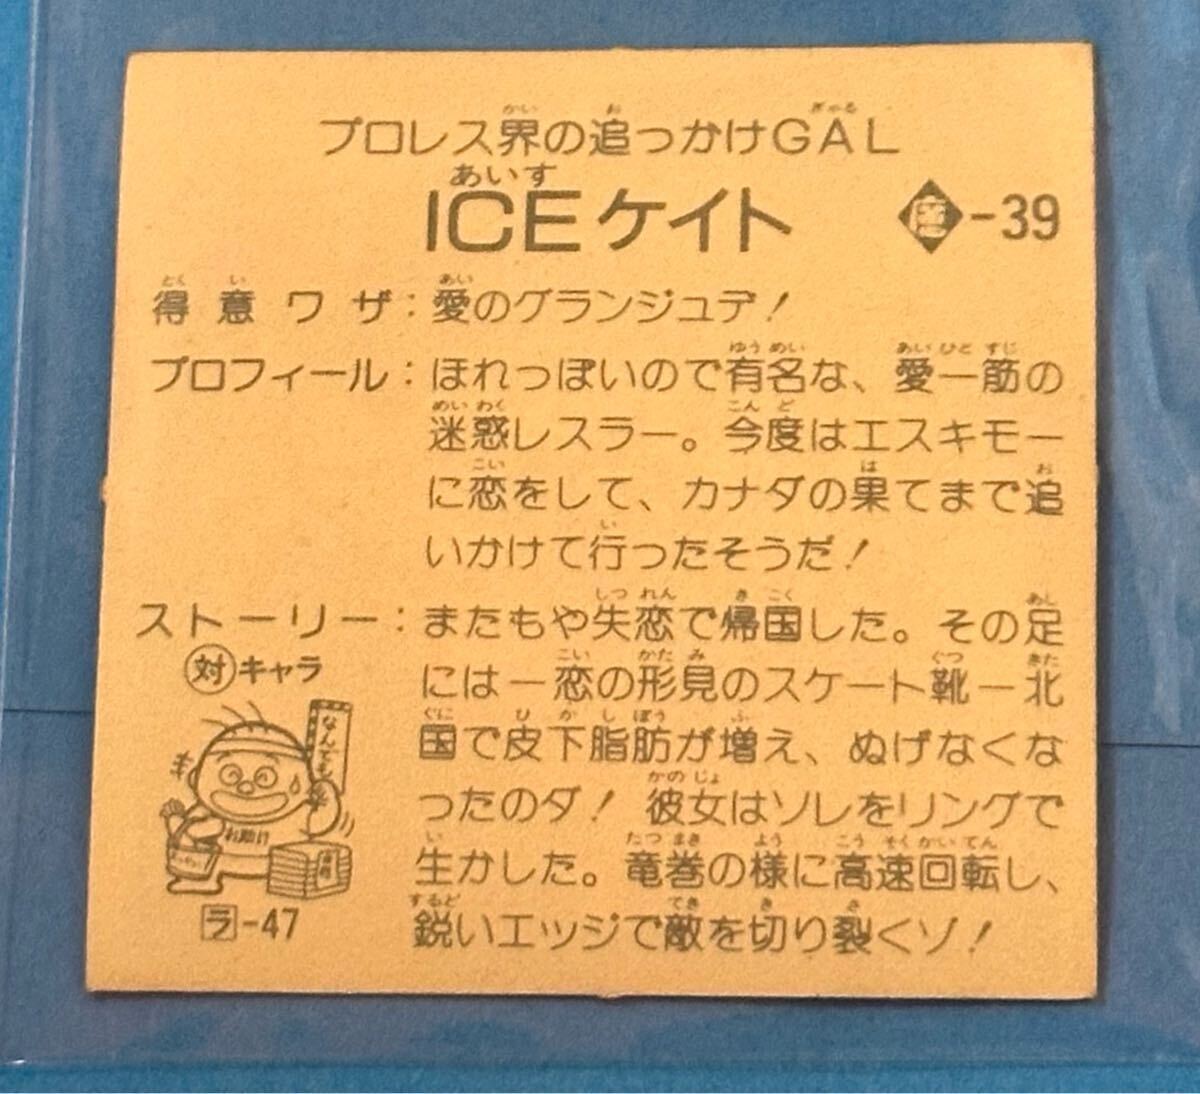 プロレス界の追っかけGAL
ICEケイト
-39
得意ワザ:愛のグランジュデ!
プロフィール:ほれっぽいので有名な、愛一筋の
迷惑レスラー。今度はエスキモー
に恋をして、カナダの果てまで追
いかけて行ったそうだ!
ストーリー:またもや失恋で帰国した。その足
には一恋の形見のスケート靴一北
国で皮下脂肪が増え、ぬげなくな
ったのダ! 彼女はソレをリングで
生かした。竜巻の様に高速回転し、
鋭いエッジで敵を切り裂くゾ!
対キャラ
なんでも
お助け
ラ-47